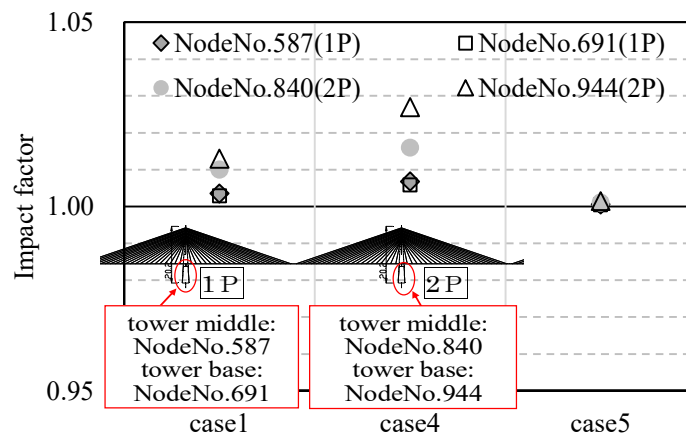 1.05
NodeNo.587(1P)
NodeNo.691(1P)
NodeNo.840(2P)
NodeNo.944(2P)
Impact factor
1.00
1P
2P
tower middle:
NodeNo.587
tower base:
NodeNo.691
tower middle:
NodeNo.840
tower base:
NodeNo.944
0.95
case1
case4
case5